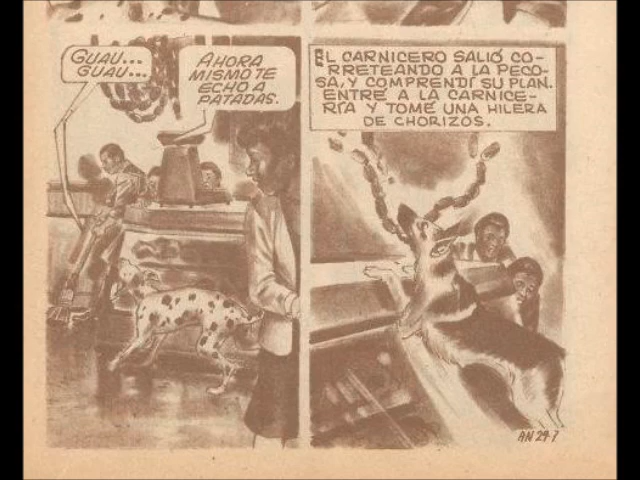 GUAU...
GUAU...
AHORA
MISMO TE
ECHO A
PATADAS.
EL CARNICERO SALIÓ CO-
RRETEANDO A LA PECO-
SA, Y COMPRENDÍ SU PLAN.
ENTRÉ A LA CARNICE-
RÍA Y TOMÉ UNA HILERA
DE CHORIZOS.
AN 29-7